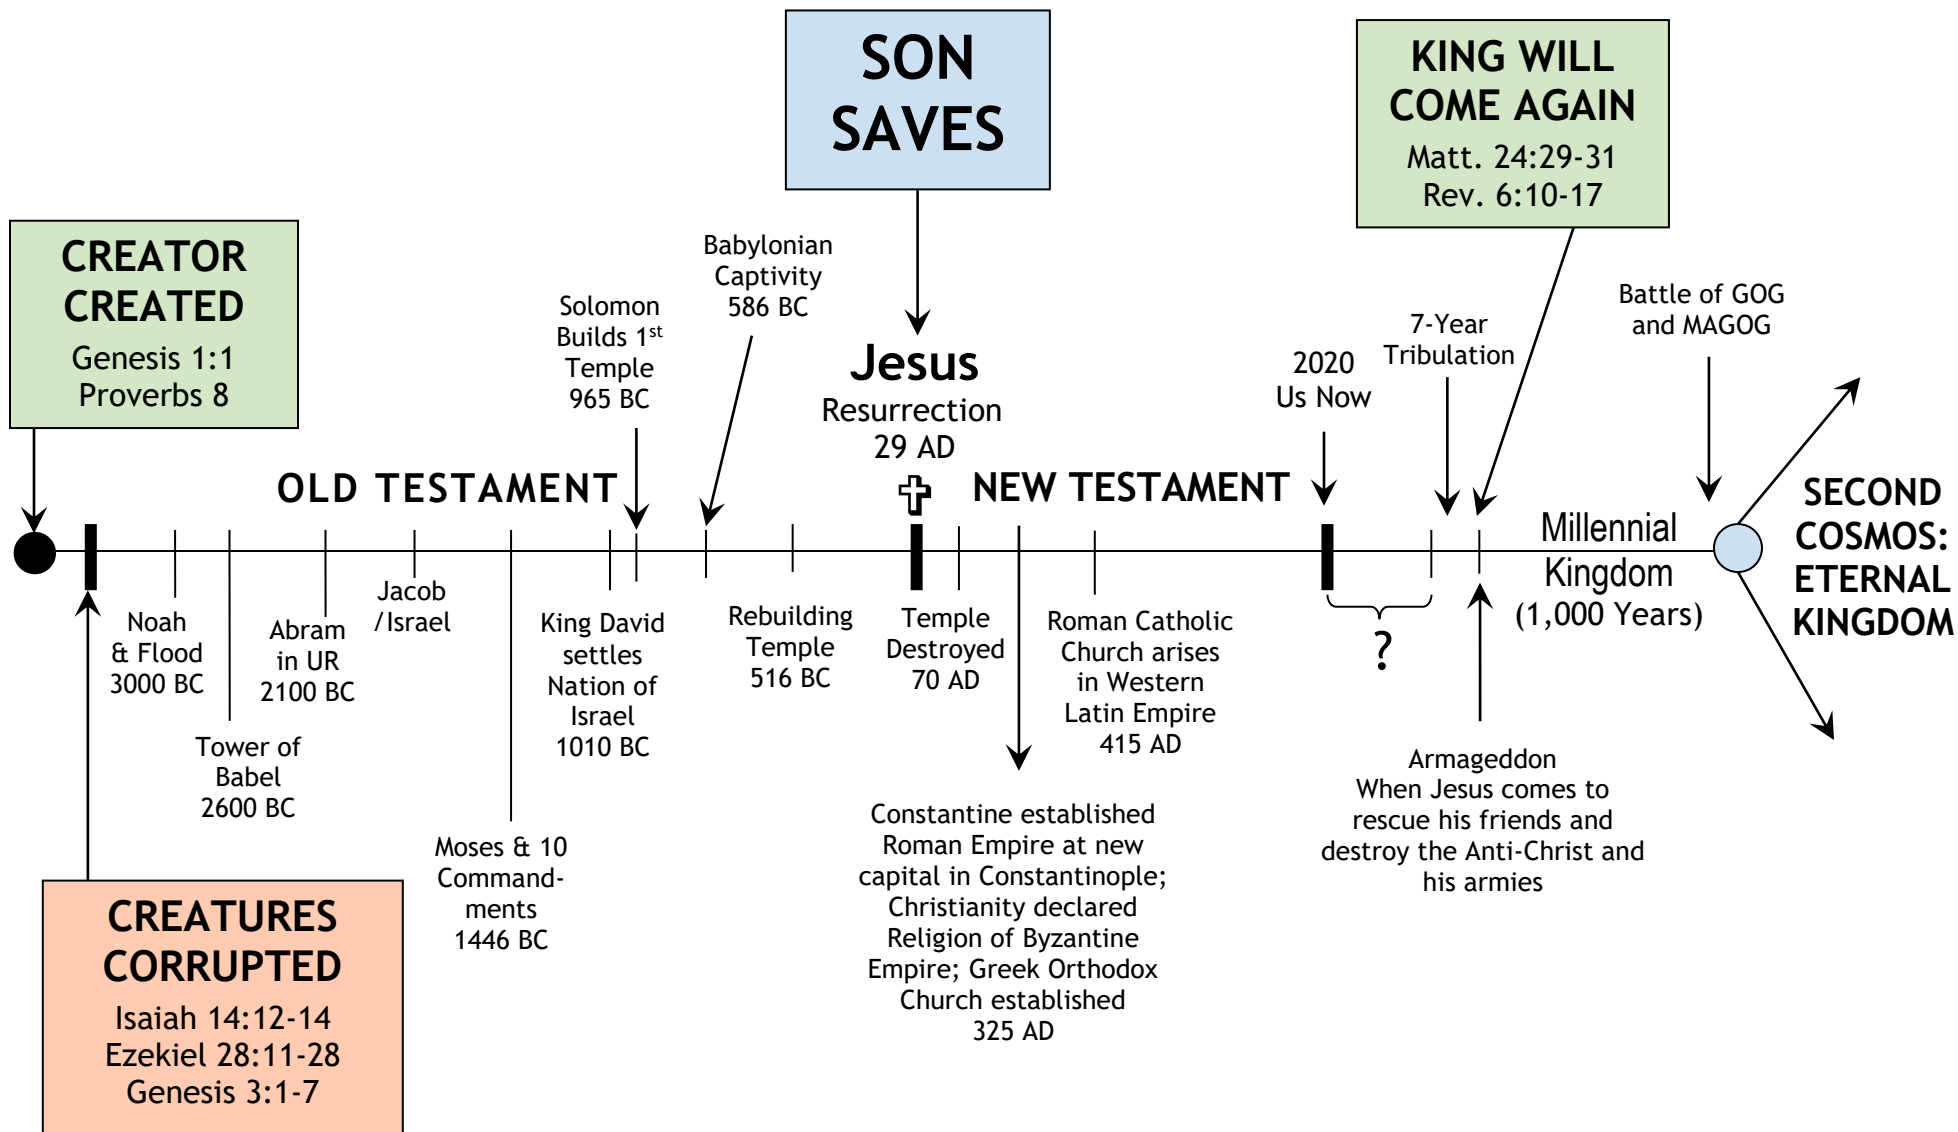 SON
SAVES
KING WILL
COME AGAIN
Matt. 24:29-31
Rev. 6:10-17
CREATOR
CREATED
Genesis 1:1
Proverbs 8
Solomon
Builds 1st
Temple
965 BC
Babylonian
Captivity
586 BC
Jesus
Resurrection
29 AD
2020
Us Now
7-Year
Tribulation
Battle of GOG
and MAGOG
OLD TESTAMENT
NEW TESTAMENT
Millennial
Kingdom
(1,000 Years)
SECOND
COSMOS:
ETERNAL
KINGDOM
Noah
& Flood
3000 BC
Tower of
Babel
2600 BC
Abram
in UR
2100 BC
Jacob
/Israel
Moses & 10
Command-
ments
1446 BC
King David
settles
Nation of
Israel
1010 BC
Rebuilding
Temple
516 BC
Temple
Destroyed
70 AD
Constantine established
Roman Empire at new
capital in Constantinople;
Christianity declared
Religion of Byzantine
Empire; Greek Orthodox
Church established
325 AD
Roman Catholic
Church arises
in Western
Latin Empire
415 AD
?
Armageddon
When Jesus comes to
rescue his friends and
destroy the Anti-Christ and
his armies
CREATURES
CORRUPTED
Isaiah 14:12-14
Ezekiel 28:11-28
Genesis 3:1-7